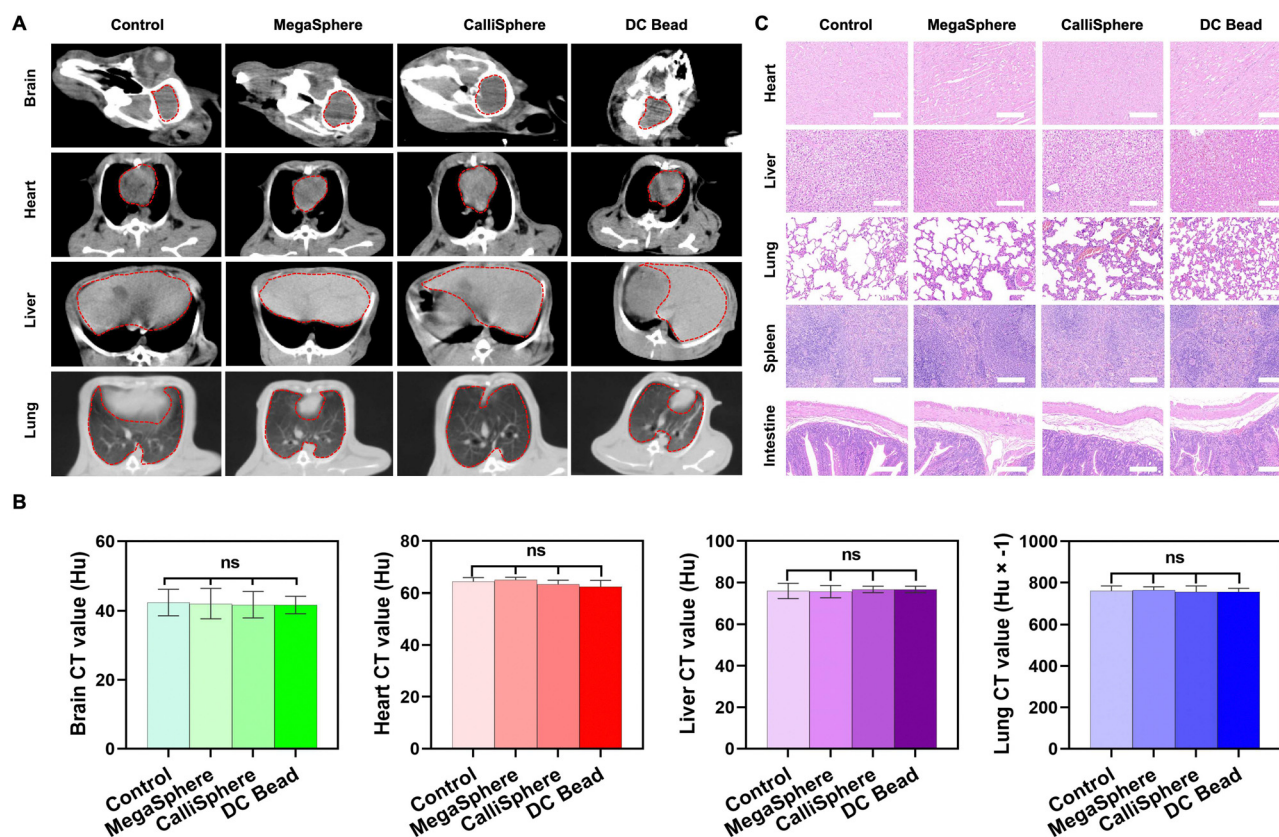 A
Control MegaSphere CalliSphere DC Bead
Brain
Heart
Liver
Lung
C
Control MegaSphere CalliSphere DC Bead
Heart
Liver
Lung
Spleen
Intestine
B
Brain CT value (Hu)
60
40
20
0
ns
Control
MegaSphere
CalliSphere
DC Bead
Heart CT value (Hu)
80
60
40
20
0
ns
Control
MegaSphere
CalliSphere
DC Bead
Liver CT value (Hu)
100
80
60
40
20
0
ns
Control
MegaSphere
CalliSphere
DC Bead
Lung CT value (Hu × -1)
1000
800
600
400
200
0
ns
Control
MegaSphere
CalliSphere
DC Bead